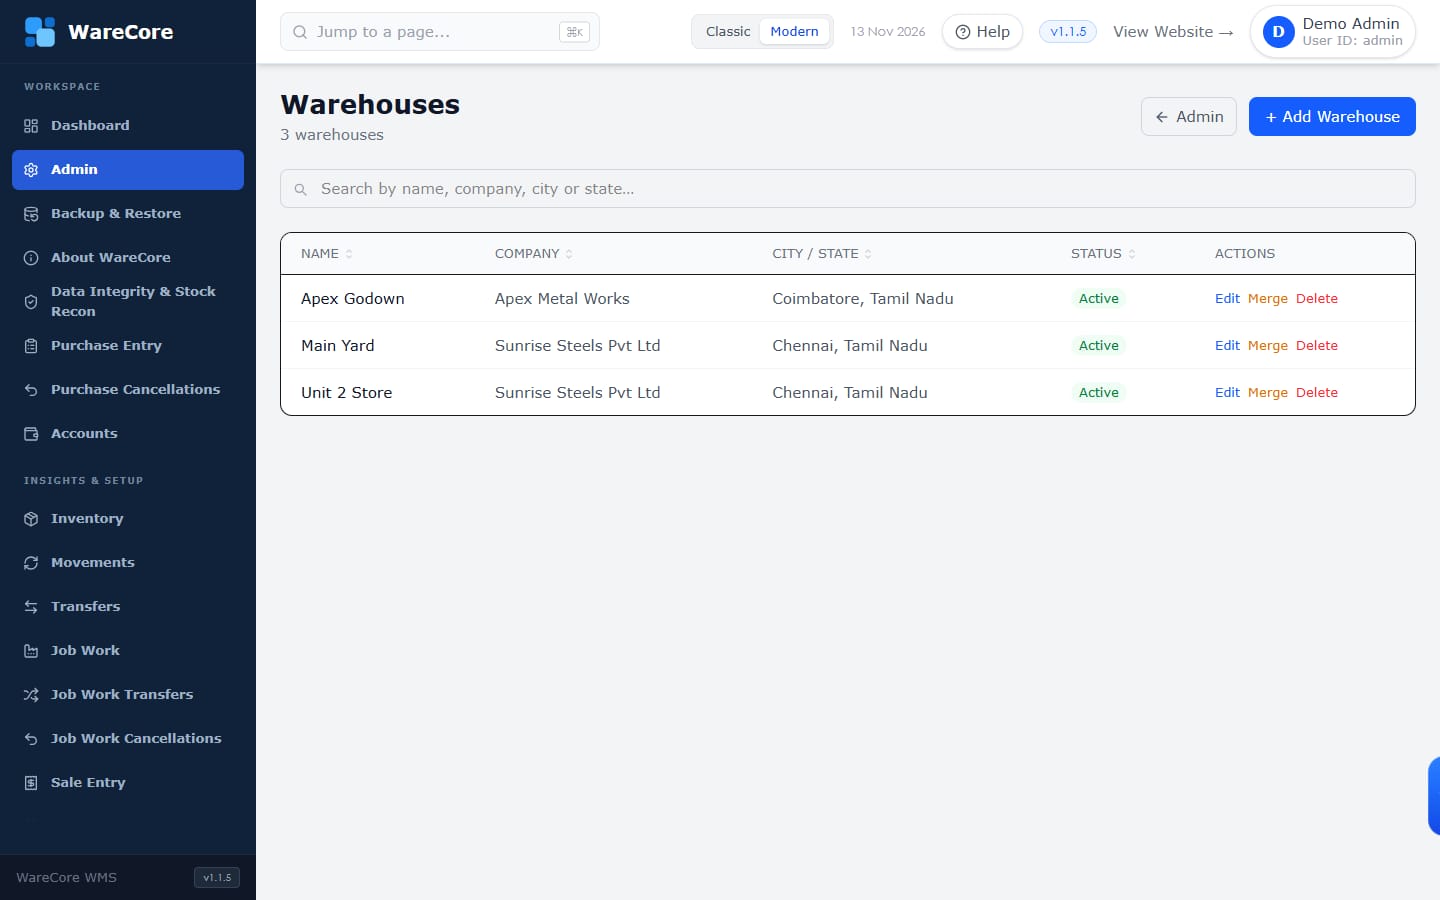 WareCore
Jump to a page...
⌘K
Classic
Modern
13 Nov 2026
Help
v1.1.5
View Website →
D
Demo Admin
User ID: admin
WORKSPACE
Dashboard
Admin
Backup & Restore
About WareCore
Data Integrity & Stock
Recon
Purchase Entry
Purchase Cancellations
Accounts
INSIGHTS & SETUP
Inventory
Movements
Transfers
Job Work
Job Work Transfers
Job Work Cancellations
Sale Entry
WareCore WMS
v1.1.5
Warehouses
3 warehouses
← Admin
+ Add Warehouse
Search by name, company, city or state...
NAME COMPANY CITY / STATE STATUS ACTIONS
Apex Godown Apex Metal Works Coimbatore, Tamil Nadu Active Edit Merge Delete
Main Yard Sunrise Steels Pvt Ltd Chennai, Tamil Nadu Active Edit Merge Delete
Unit 2 Store Sunrise Steels Pvt Ltd Chennai, Tamil Nadu Active Edit Merge Delete